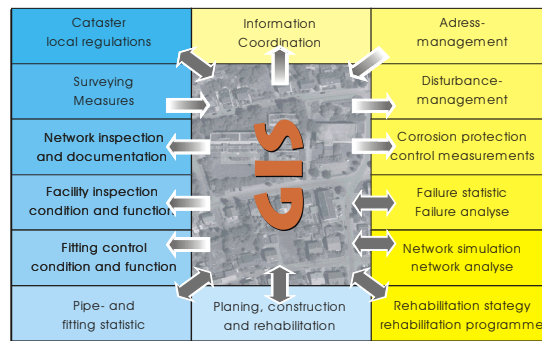 Cataster
local regulations
Information
Coordination
Adress-
management
Surveying
Measures
Disturbance-
management
Network inspection
and documentation
GIS
Corrosion protection
control measurements
Facility inspection
condition and function
Failure statistic
Failure analyse
Fitting control
condition and function
Network simulation
network analyse
Pipe- and
fitting statistic
Planing, construction
and rehabilitation
Rehabilitation stategy
rehabilitation programme